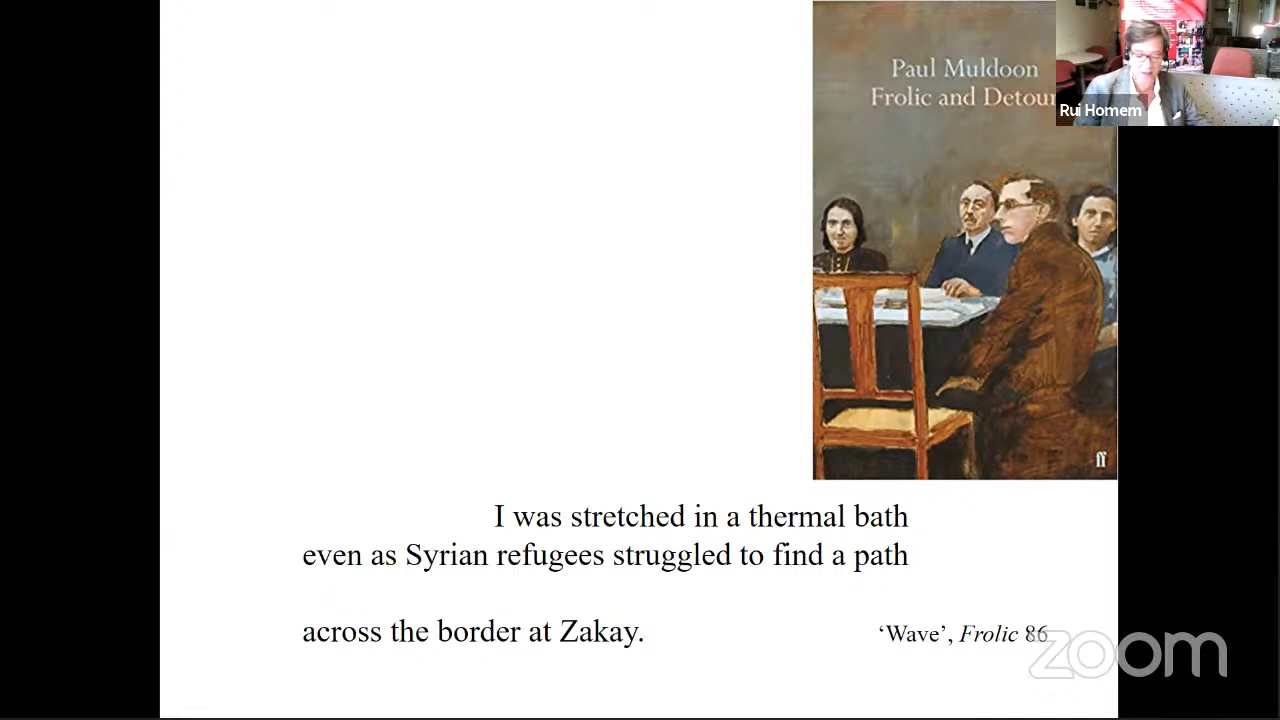 Paul Muldoon
Frolic and Detour
Rui Homem
ff
I was stretched in a thermal bath
even as Syrian refugees struggled to find a path
across the border at Zakay.
‘Wave’, Frolic 86
zoom